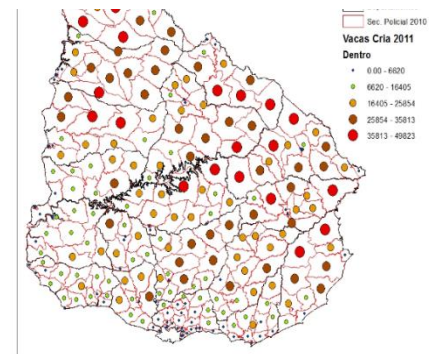 Sec. Policial 2010
Vacas Cria 2011
Dentro
0.00 - 6620
6620 - 16405
16405 - 25854
25854 - 35813
35813 - 49823